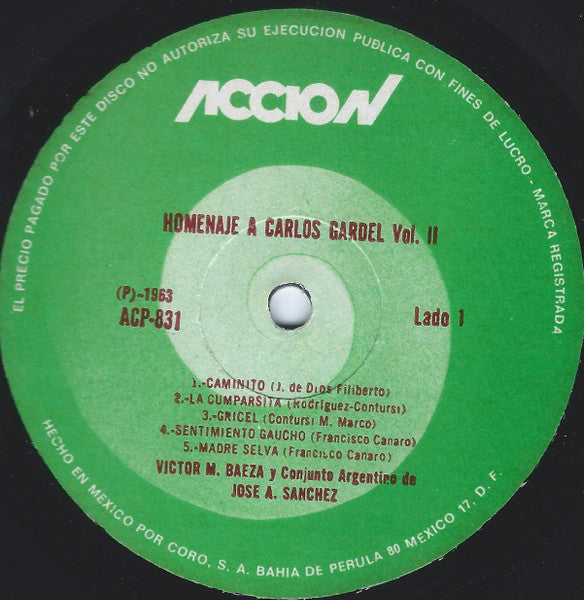 EL PRECIO PAGADO POR ESTE DISCO NO AUTORIZA SU EJECUCION PUBLICA CON FINES DE LUCRO - MARCA REGISTRADA
ACCION
HOMENAJE A CARLOS GARDEL Vol. II
(P)-1963
ACP-831
Lado 1
1.-CAMINITO (J. de Dios Filiberto)
2.-LA CUMPARSITA (Rodríguez-Contursi)
3.-GRICEL (Contursi M. Marco)
4.-SENTIMIENTO GAUCHO (Francisco Canaro)
5.-MADRE SELVA (Francisco Canaro)
VICTOR M. BAEZA y Conjunto Argentino de
JOSE A. SANCHEZ
HECHO EN MEXICO POR CORO, S. A. BAHIA DE PERULA 80 MEXICO 17, D. F.